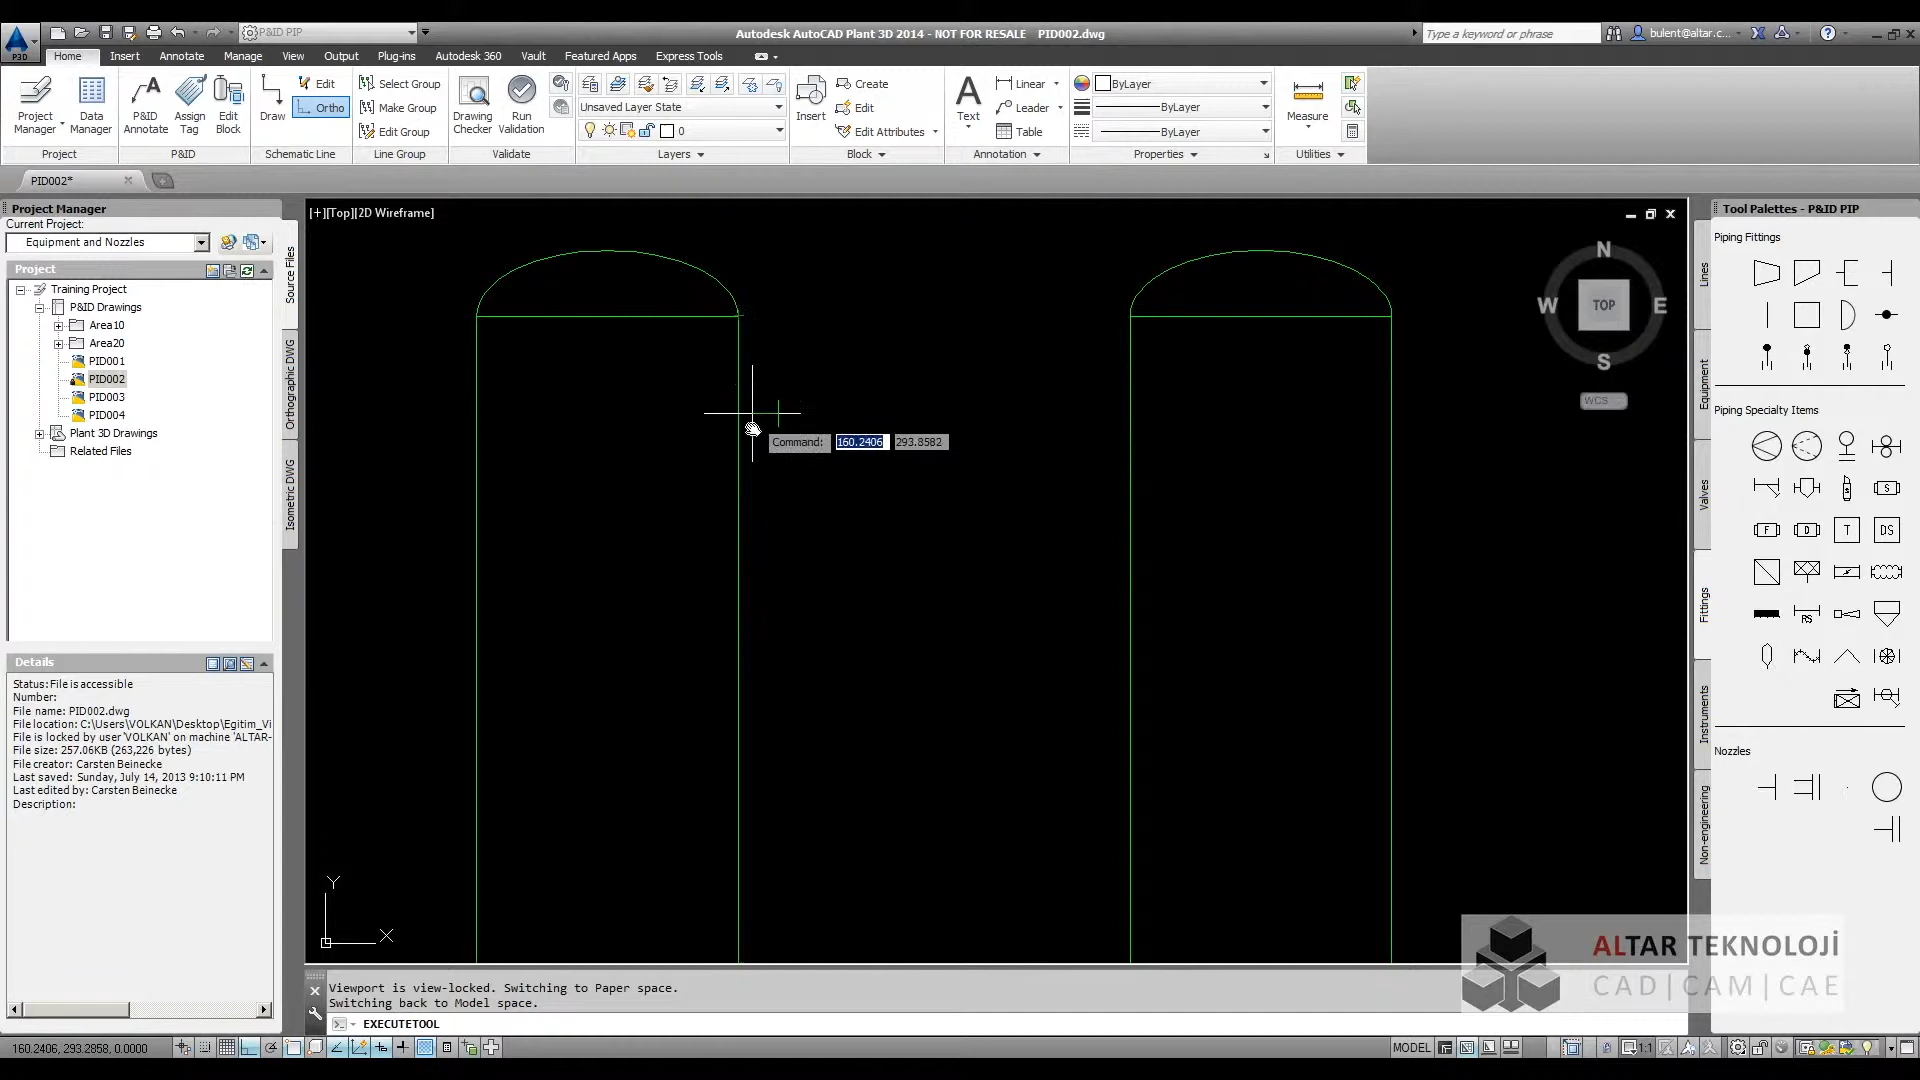 P3D
P&ID PIP
Autodesk AutoCAD Plant 3D 2014 - NOT FOR RESALE PID002.dwg
Type a keyword or phrase
bulent@altar.c...
Home Insert Annotate Manage View Output Plug-ins Autodesk 360 Vault Featured Apps Express Tools
Project Manager
Data Manager
Project
P&ID Annotate
Assign Tag
Edit Block
P&ID
Draw
Edit
Ortho
Schematic Line
Select Group
Make Group
Edit Group
Line Group
Drawing Checker
Run Validation
Validate
Unsaved Layer State
0
Layers
Insert
Create
Edit
Edit Attributes
Block
Text
Linear
Leader
Table
Annotation
ByLayer
ByLayer
ByLayer
Properties
Measure
Utilities
PID002*
Project Manager
Current Project:
Equipment and Nozzles
Project
Training Project
P&ID Drawings
Area10
Area20
PID001
PID002
PID003
PID004
Plant 3D Drawings
Related Files
Source Files
Orthographic DWG
Isometric DWG
Details
Status:File is accessible
Number:
File name: PID002.dwg
File location: C:\Users\VOLKAN\Desktop\Egitim_Vi
File is locked by user 'VOLKAN' on machine 'ALTAR-
File size: 257.06KB (263,226 bytes)
File creator: Carsten Beinecke
Last saved: Sunday, July 14, 2013 9:10:11 PM
Last edited by: Carsten Beinecke
Description:
[+][Top][2D Wireframe]
N
W TOP E
S
WCS
Command: 160.2406 293.8582
Y
X
Viewport is view-locked. Switching to Paper space.
Switching back to Model space.
EXECUTETOOL
Tool Palettes - P&ID PIP
Lines
Equipment
Valves
Fittings
Instruments
Non-engineering
Piping Fittings
Piping Specialty Items
S
S
F D T DS
RS
Nozzles
ALTAR TEKNOLOJİ
CAD|CAM|CAE
160.2406, 293.2858, 0.0000
MODEL
1:1